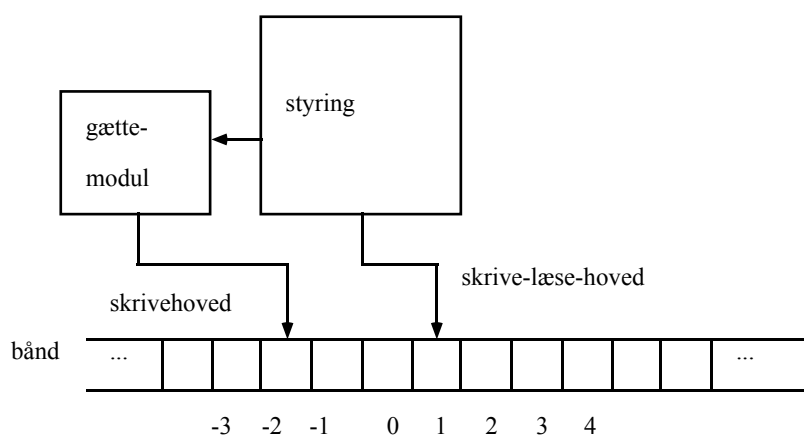 styring
gætte-
modul
skrive-læse-hoved
skrivehoved
bånd ... ...
-3 -2 -1 0 1 2 3 4